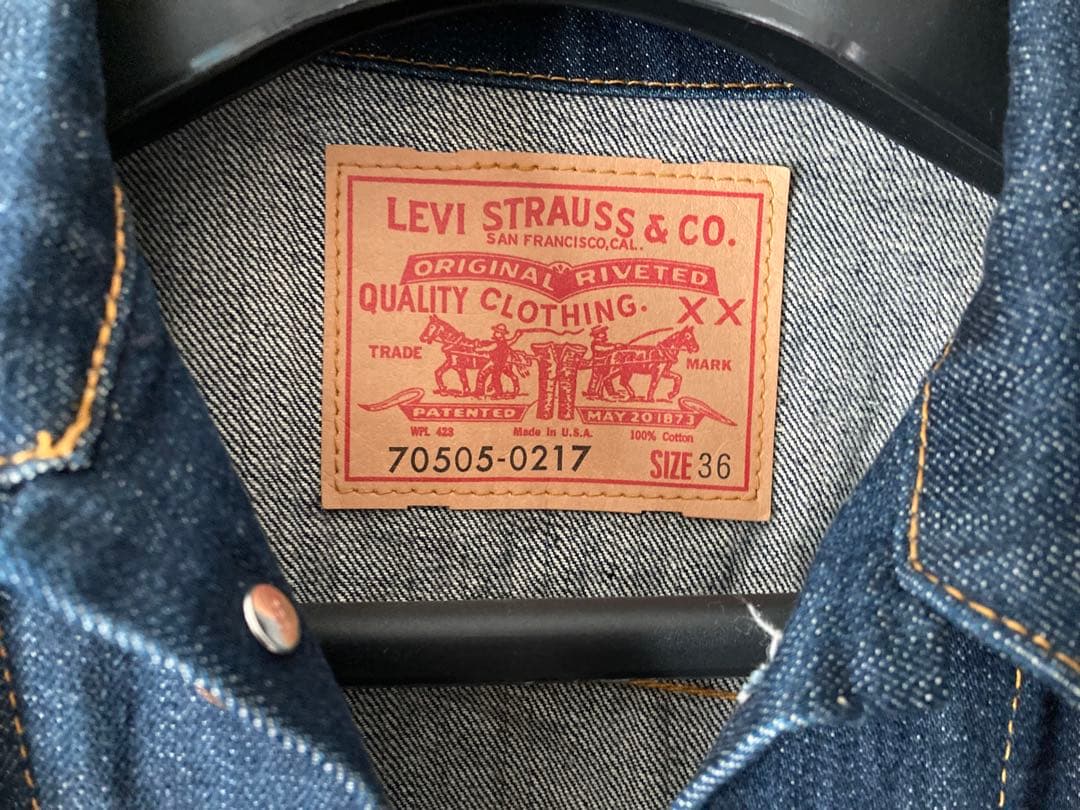 LEVI STRAUSS & CO.
SAN FRANCISCO, CAL.
ORIGINAL RIVETED
QUALITY CLOTHING. XX
TRADE MARK
PATENTED MAY 20 1873
WPL 423 Made in U.S.A. 100% Cotton
70505-0217 SIZE 36